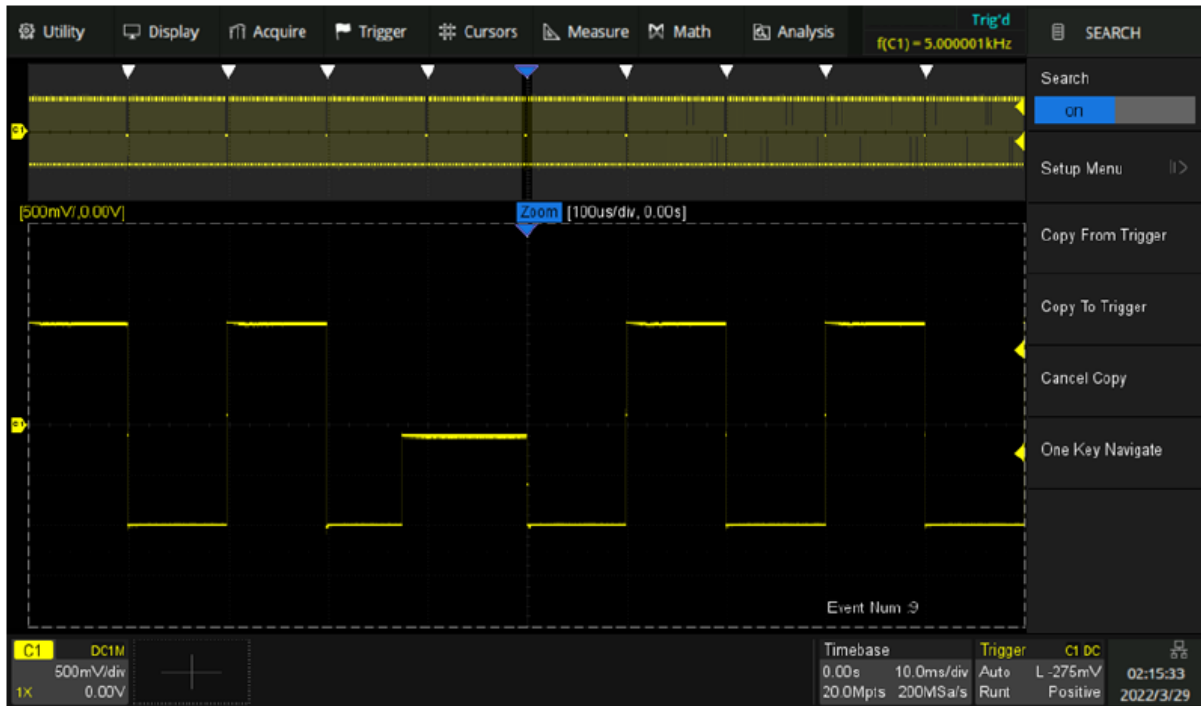 Utility Display Acquire Trigger Cursors Measure Math Analysis
Trig'd
f(C1) = 5.000001kHz
SEARCH
Search
on
Setup Menu
Copy From Trigger
Copy To Trigger
Cancel Copy
One Key Navigate
C1
[500mV/,0.00V]
Zoom [100us/div, 0.00s]
C1
Event Num :9
C1 DC1M
500mV/div
1X 0.00V
Timebase
0.00s 10.0ms/div
20.0Mpts 200MSa/s
Trigger C1 DC
Auto L -275mV
Runt Positive
02:15:33
2022/3/29